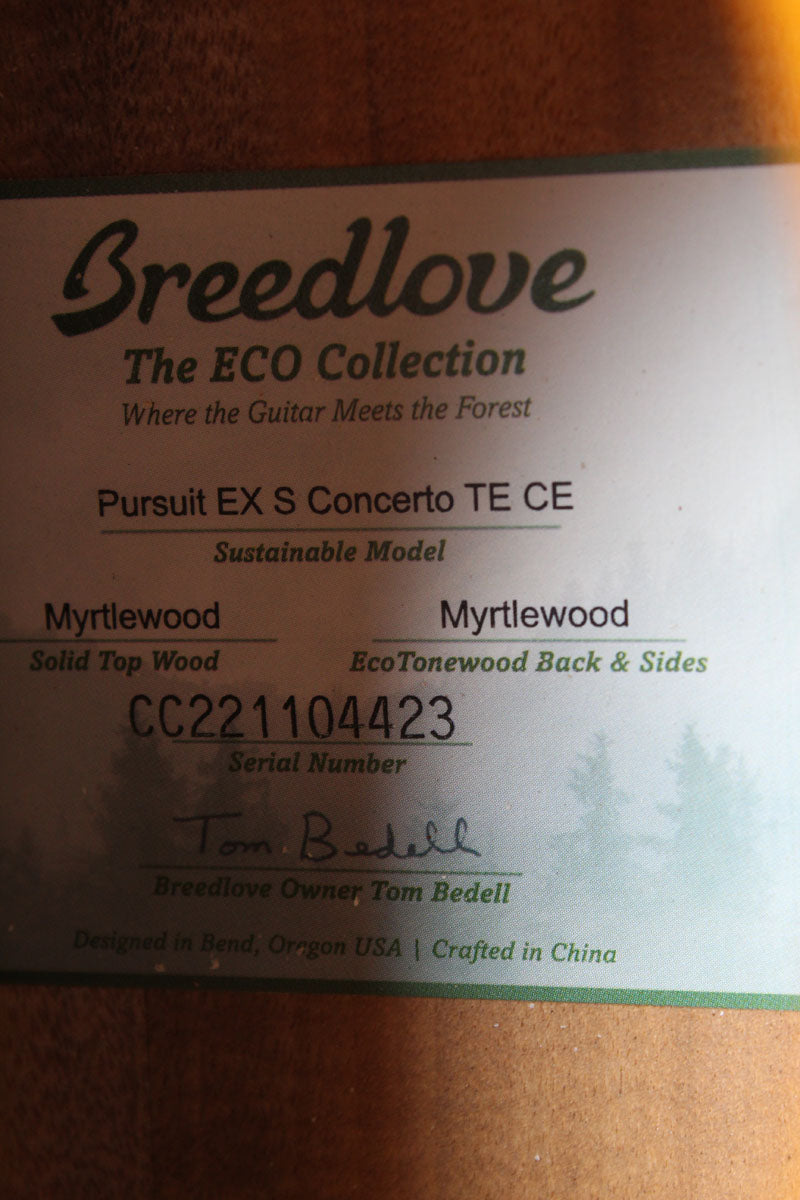 Breedlove
The ECO Collection
Where the Guitar Meets the Forest
Pursuit EX S Concerto TE CE
Sustainable Model
Myrtlewood Myrtlewood
Solid Top Wood EcoTonewood Back & Sides
CC221104423
Serial Number
Tom Bedell
Breedlove Owner Tom Bedell
Designed in Bend, Oregon USA | Crafted in China